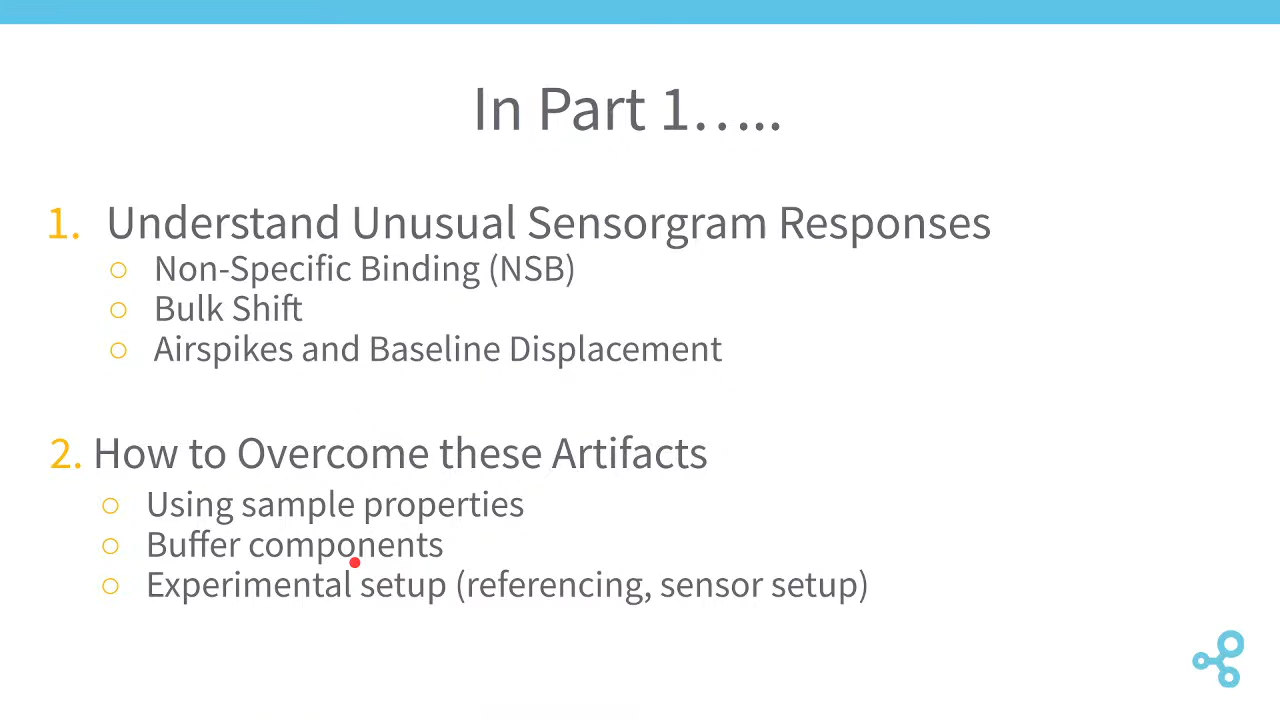 In Part 1…..
1. Understand Unusual Sensorgram Responses
○ Non-Specific Binding (NSB)
○ Bulk Shift
○ Airspikes and Baseline Displacement
2. How to Overcome these Artifacts
○ Using sample properties
○ Buffer components
○ Experimental setup (referencing, sensor setup)